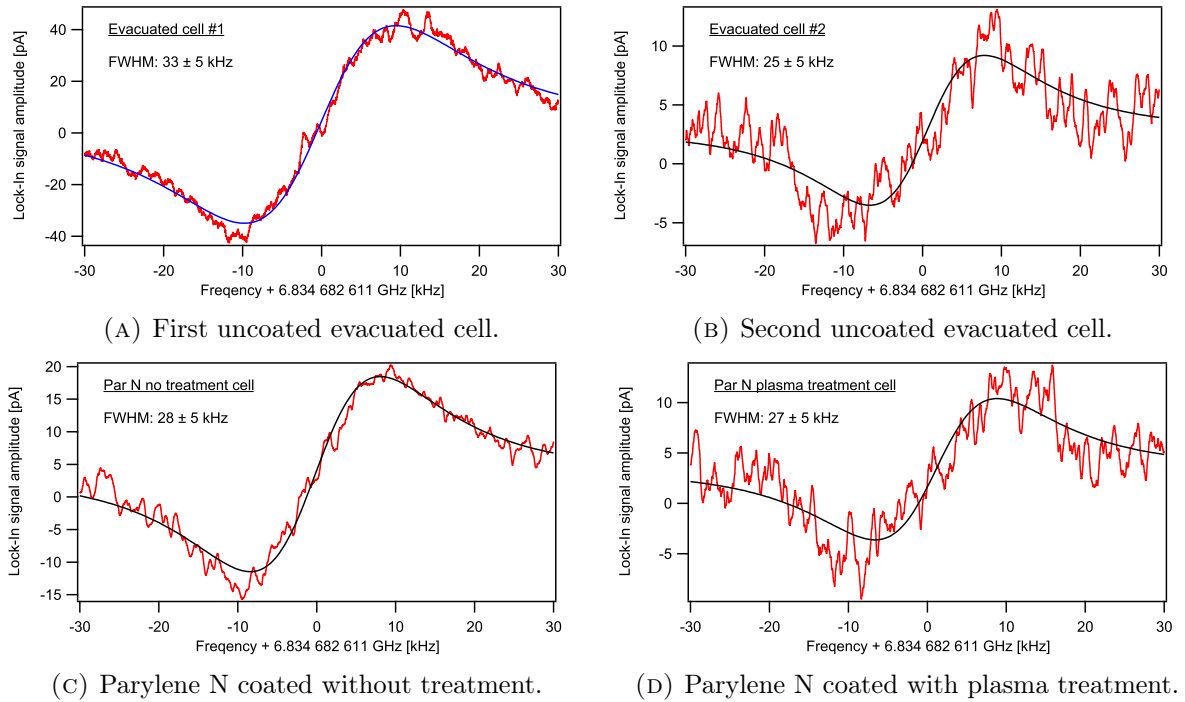 Lock-In signal amplitude [pA]
40
20
0
-20
-40
Evacuated cell #1
FWHM: 33 ± 5 kHz
-30 -20 -10 0 10 20 30
Freqency + 6.834 682 611 GHz [kHz]
(A) First uncoated evacuated cell.
Lock-In signal amplitude [pA]
10
5
0
-5
Evacuated cell #2
FWHM: 25 ± 5 kHz
-30 -20 -10 0 10 20 30
Freqency + 6.834 682 611 GHz [kHz]
(B) Second uncoated evacuated cell.
Lock-In signal amplitude [pA]
20
15
10
5
0
-5
-10
-15
Par N no treatment cell
FWHM: 28 ± 5 kHz
-30 -20 -10 0 10 20 30
Freqency + 6.834 682 611 GHz [kHz]
(C) Parylene N coated without treatment.
Lock-In signal amplitude [pA]
10
5
0
-5
Par N plasma treatment cell
FWHM: 27 ± 5 kHz
-30 -20 -10 0 10 20 30
Freqency + 6.834 682 611 GHz [kHz]
(D) Parylene N coated with plasma treatment.